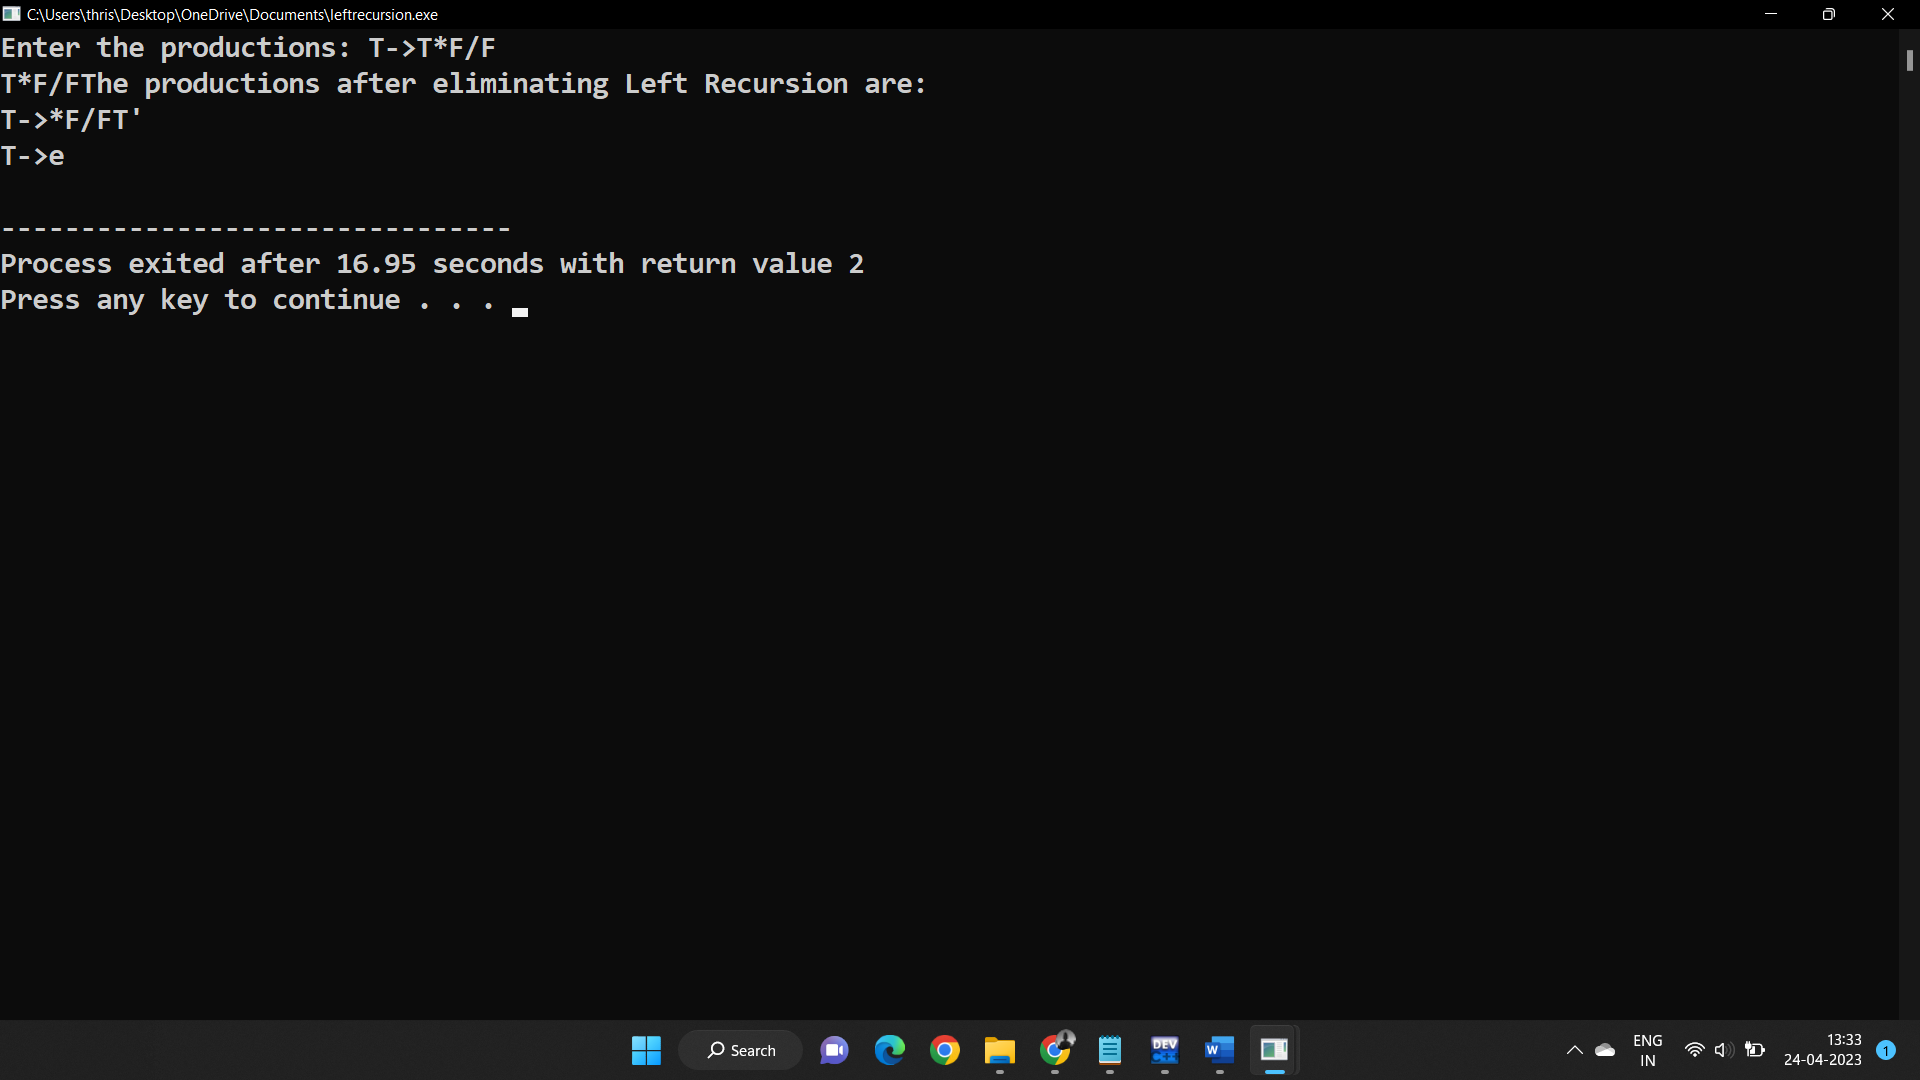 C:\Users\thris\Desktop\OneDrive\Documents\leftrecursion.exe
Enter the productions: T->T*F/F
T*F/FThe productions after eliminating Left Recursion are:
T->*F/FT'
T->e
--------------------------------
Process exited after 16.95 seconds with return value 2
Press any key to continue . . .
Search
DEV
C++
W
ENG
IN
13:33
24-04-2023
1